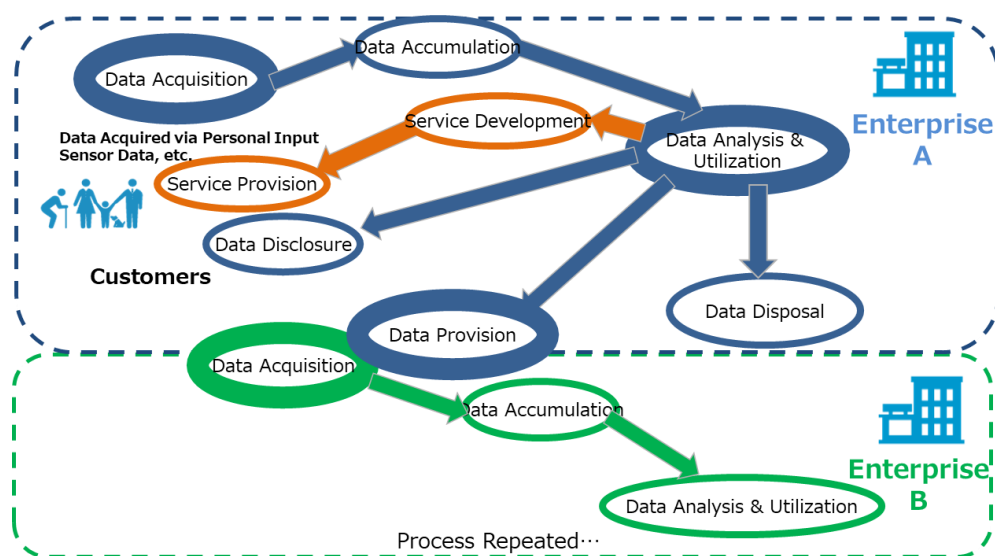 Data Accumulation
Data Acquisition
Service Development
Enterprise
A
Data Acquired via Personal Input
Sensor Data, etc.
Data Analysis &
Utilization
Service Provision
Data Disclosure
Customers
Data Disposal
Data Provision
Data Acquisition
Data Accumulation
Enterprise
B
Data Analysis & Utilization
Process Repeated…